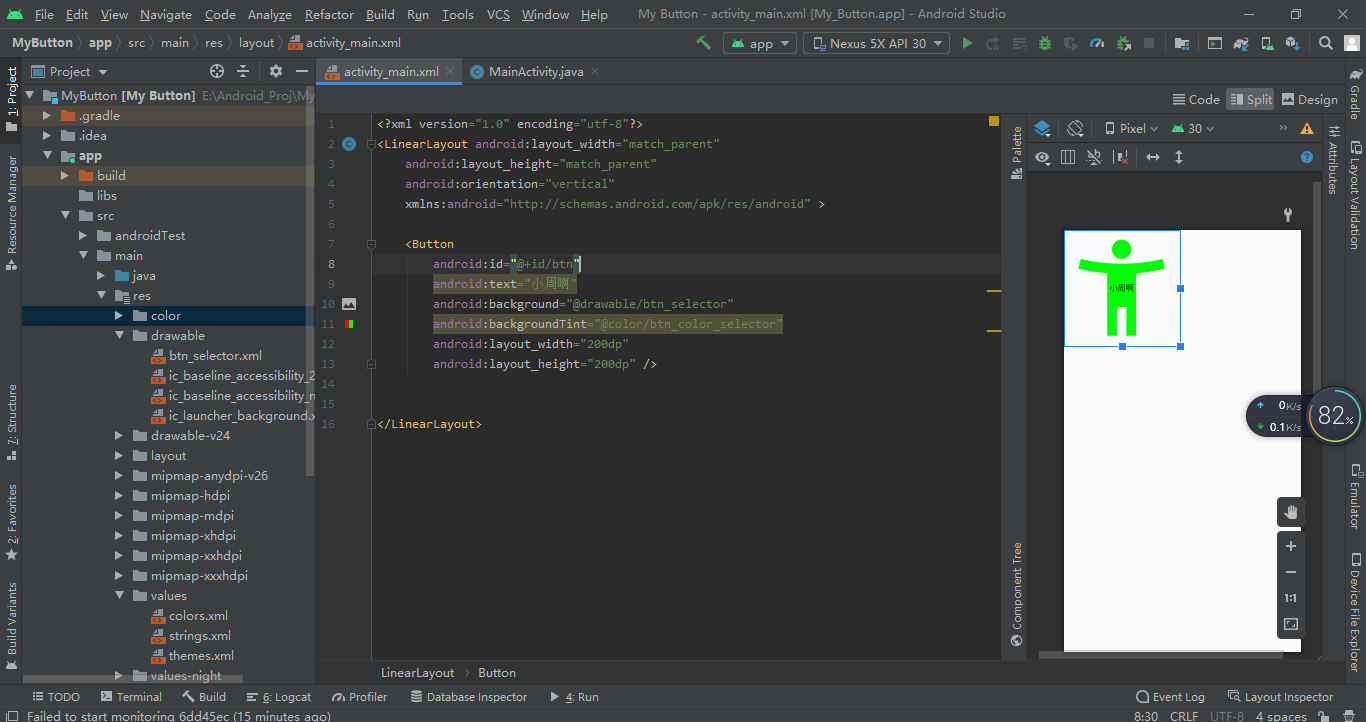 File Edit View Navigate Code Analyze Refactor Build Run Tools VCS Window Help My Button - activity_main.xml [My_Button.app] - Android Studio
MyButton app src main res layout activity_main.xml app Nexus 5X API 30
Project activity_main.xml MainActivity.java
1: Project
Resource Manager
7: Structure
2: Favorites
Build Variants
MyButton [My Button] E:\Android_Proj\My
.gradle
.idea
app
build
libs
src
androidTest
main
java
res
color
drawable
btn_selector.xml
ic_baseline_accessibility_2
ic_baseline_accessibility_n
ic_launcher_background.x
drawable-v24
layout
mipmap-anydpi-v26
mipmap-hdpi
mipmap-mdpi
mipmap-xhdpi
mipmap-xxhdpi
mipmap-xxxhdpi
values
colors.xml
strings.xml
themes.xml
values-night
Code Split Design
1 <?xml version="1.0" encoding="utf-8"?>
2 <LinearLayout android:layout_width="match_parent"
3 android:layout_height="match_parent"
4 android:orientation="vertical"
5 xmlns:android="http://schemas.android.com/apk/res/android" >
6
7 <Button
8 android:id="@+id/btn"
9 android:text="小周啊"
10 android:background="@drawable/btn_selector"
11 android:backgroundTint="@color/btn_color_selector"
12 android:layout_width="200dp"
13 android:layout_height="200dp" />
14
15
16 </LinearLayout>
LinearLayout Button
Palette
Component Tree
Pixel 30
小周啊
0K/s
0.1K/s
82%
1:1
Attributes
Gradle
Layout Validation
Emulator
Device File Explorer
TODO Terminal Build 6: Logcat Profiler Database Inspector 4: Run Event Log Layout Inspector
Failed to start monitoring 6dd45ec (15 minutes ago) 8:30 CRLF UTF-8 4 spaces